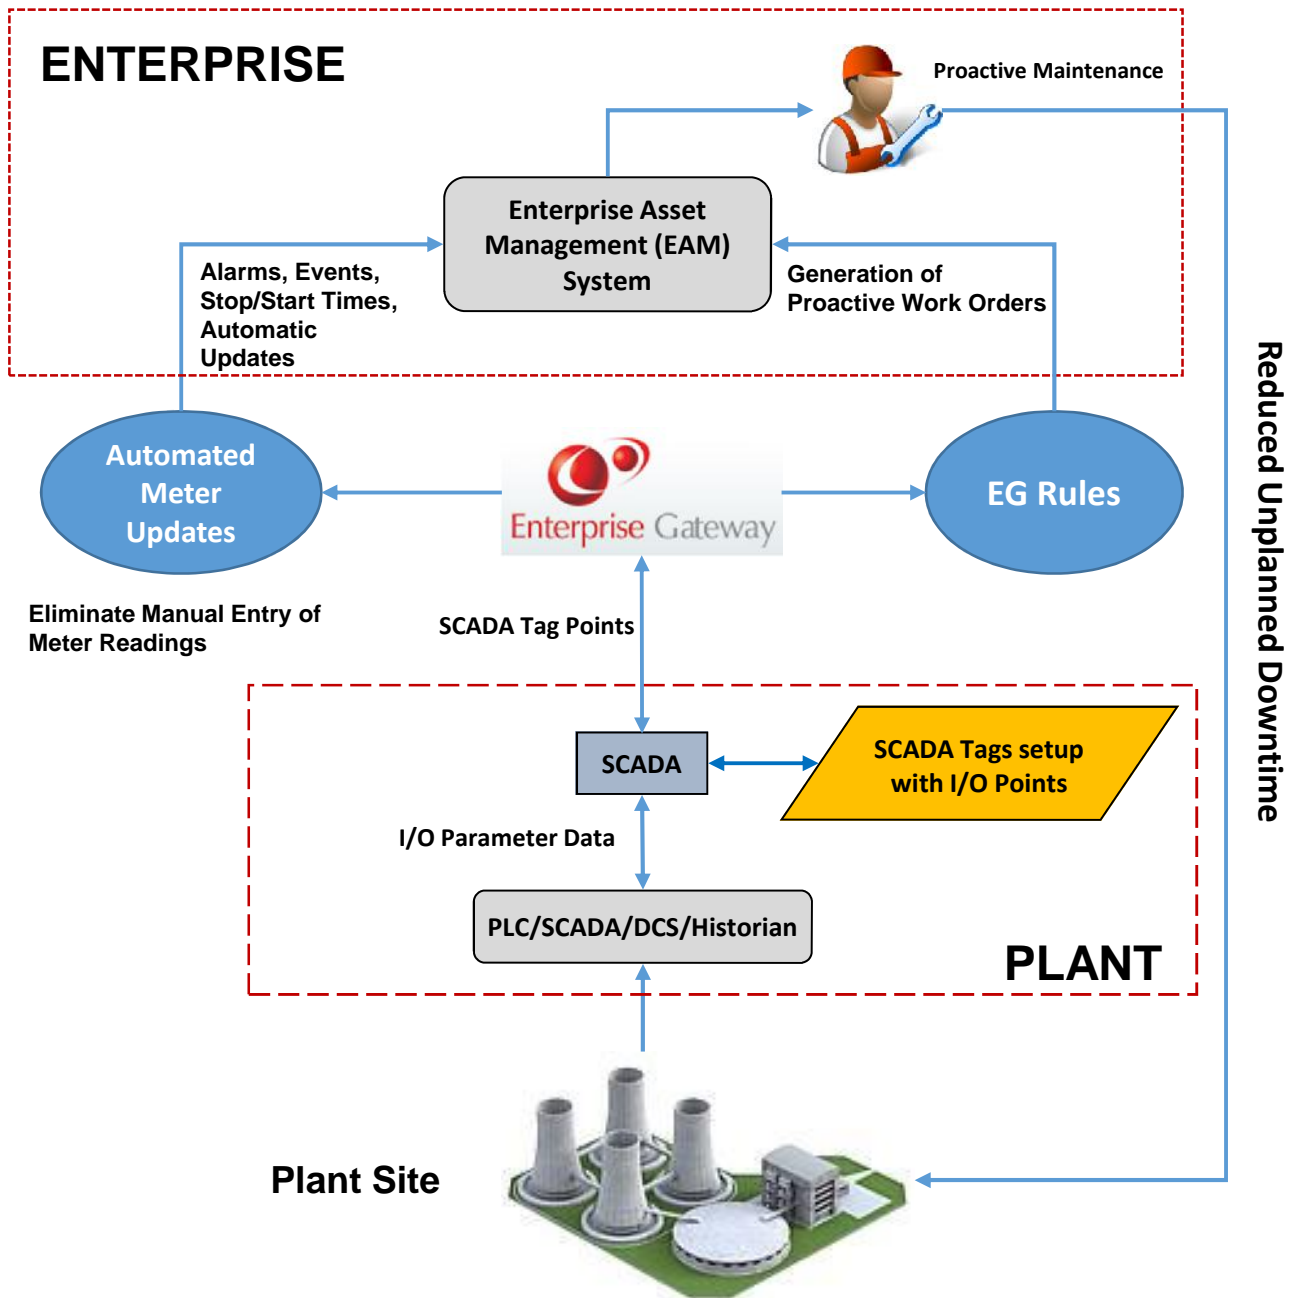 ENTERPRISE
Proactive Maintenance
Enterprise Asset
Management (EAM)
System
Alarms, Events,
Stop/Start Times,
Automatic
Updates
Generation of
Proactive Work Orders
Reduced Unplanned Downtime
Automated
Meter
Updates
Enterprise Gateway
EG Rules
Eliminate Manual Entry of
Meter Readings
SCADA Tag Points
SCADA
SCADA Tags setup
with I/O Points
I/O Parameter Data
PLC/SCADA/DCS/Historian
PLANT
Plant Site